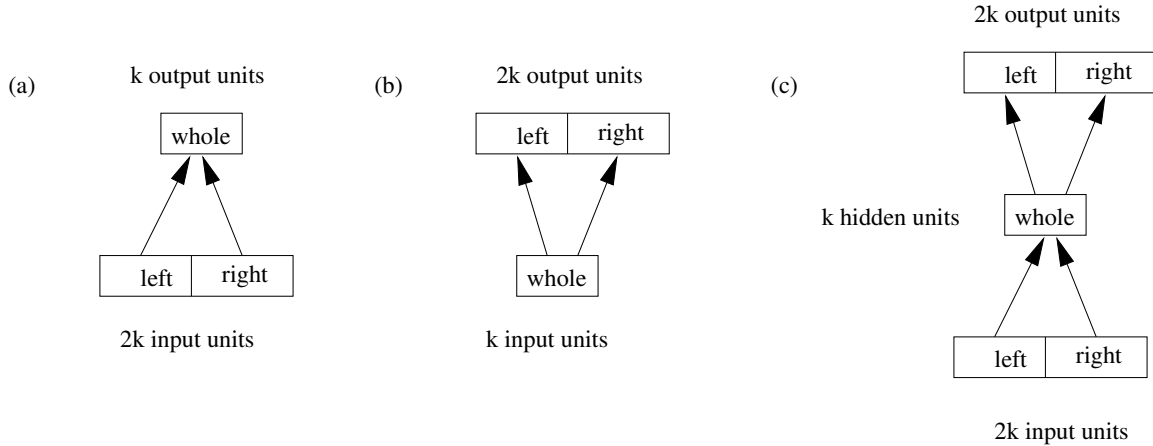 (a)
k output units
whole
left right
2k input units
(b)
2k output units
left right
whole
k input units
(c)
2k output units
left right
k hidden units
whole
left right
2k input units